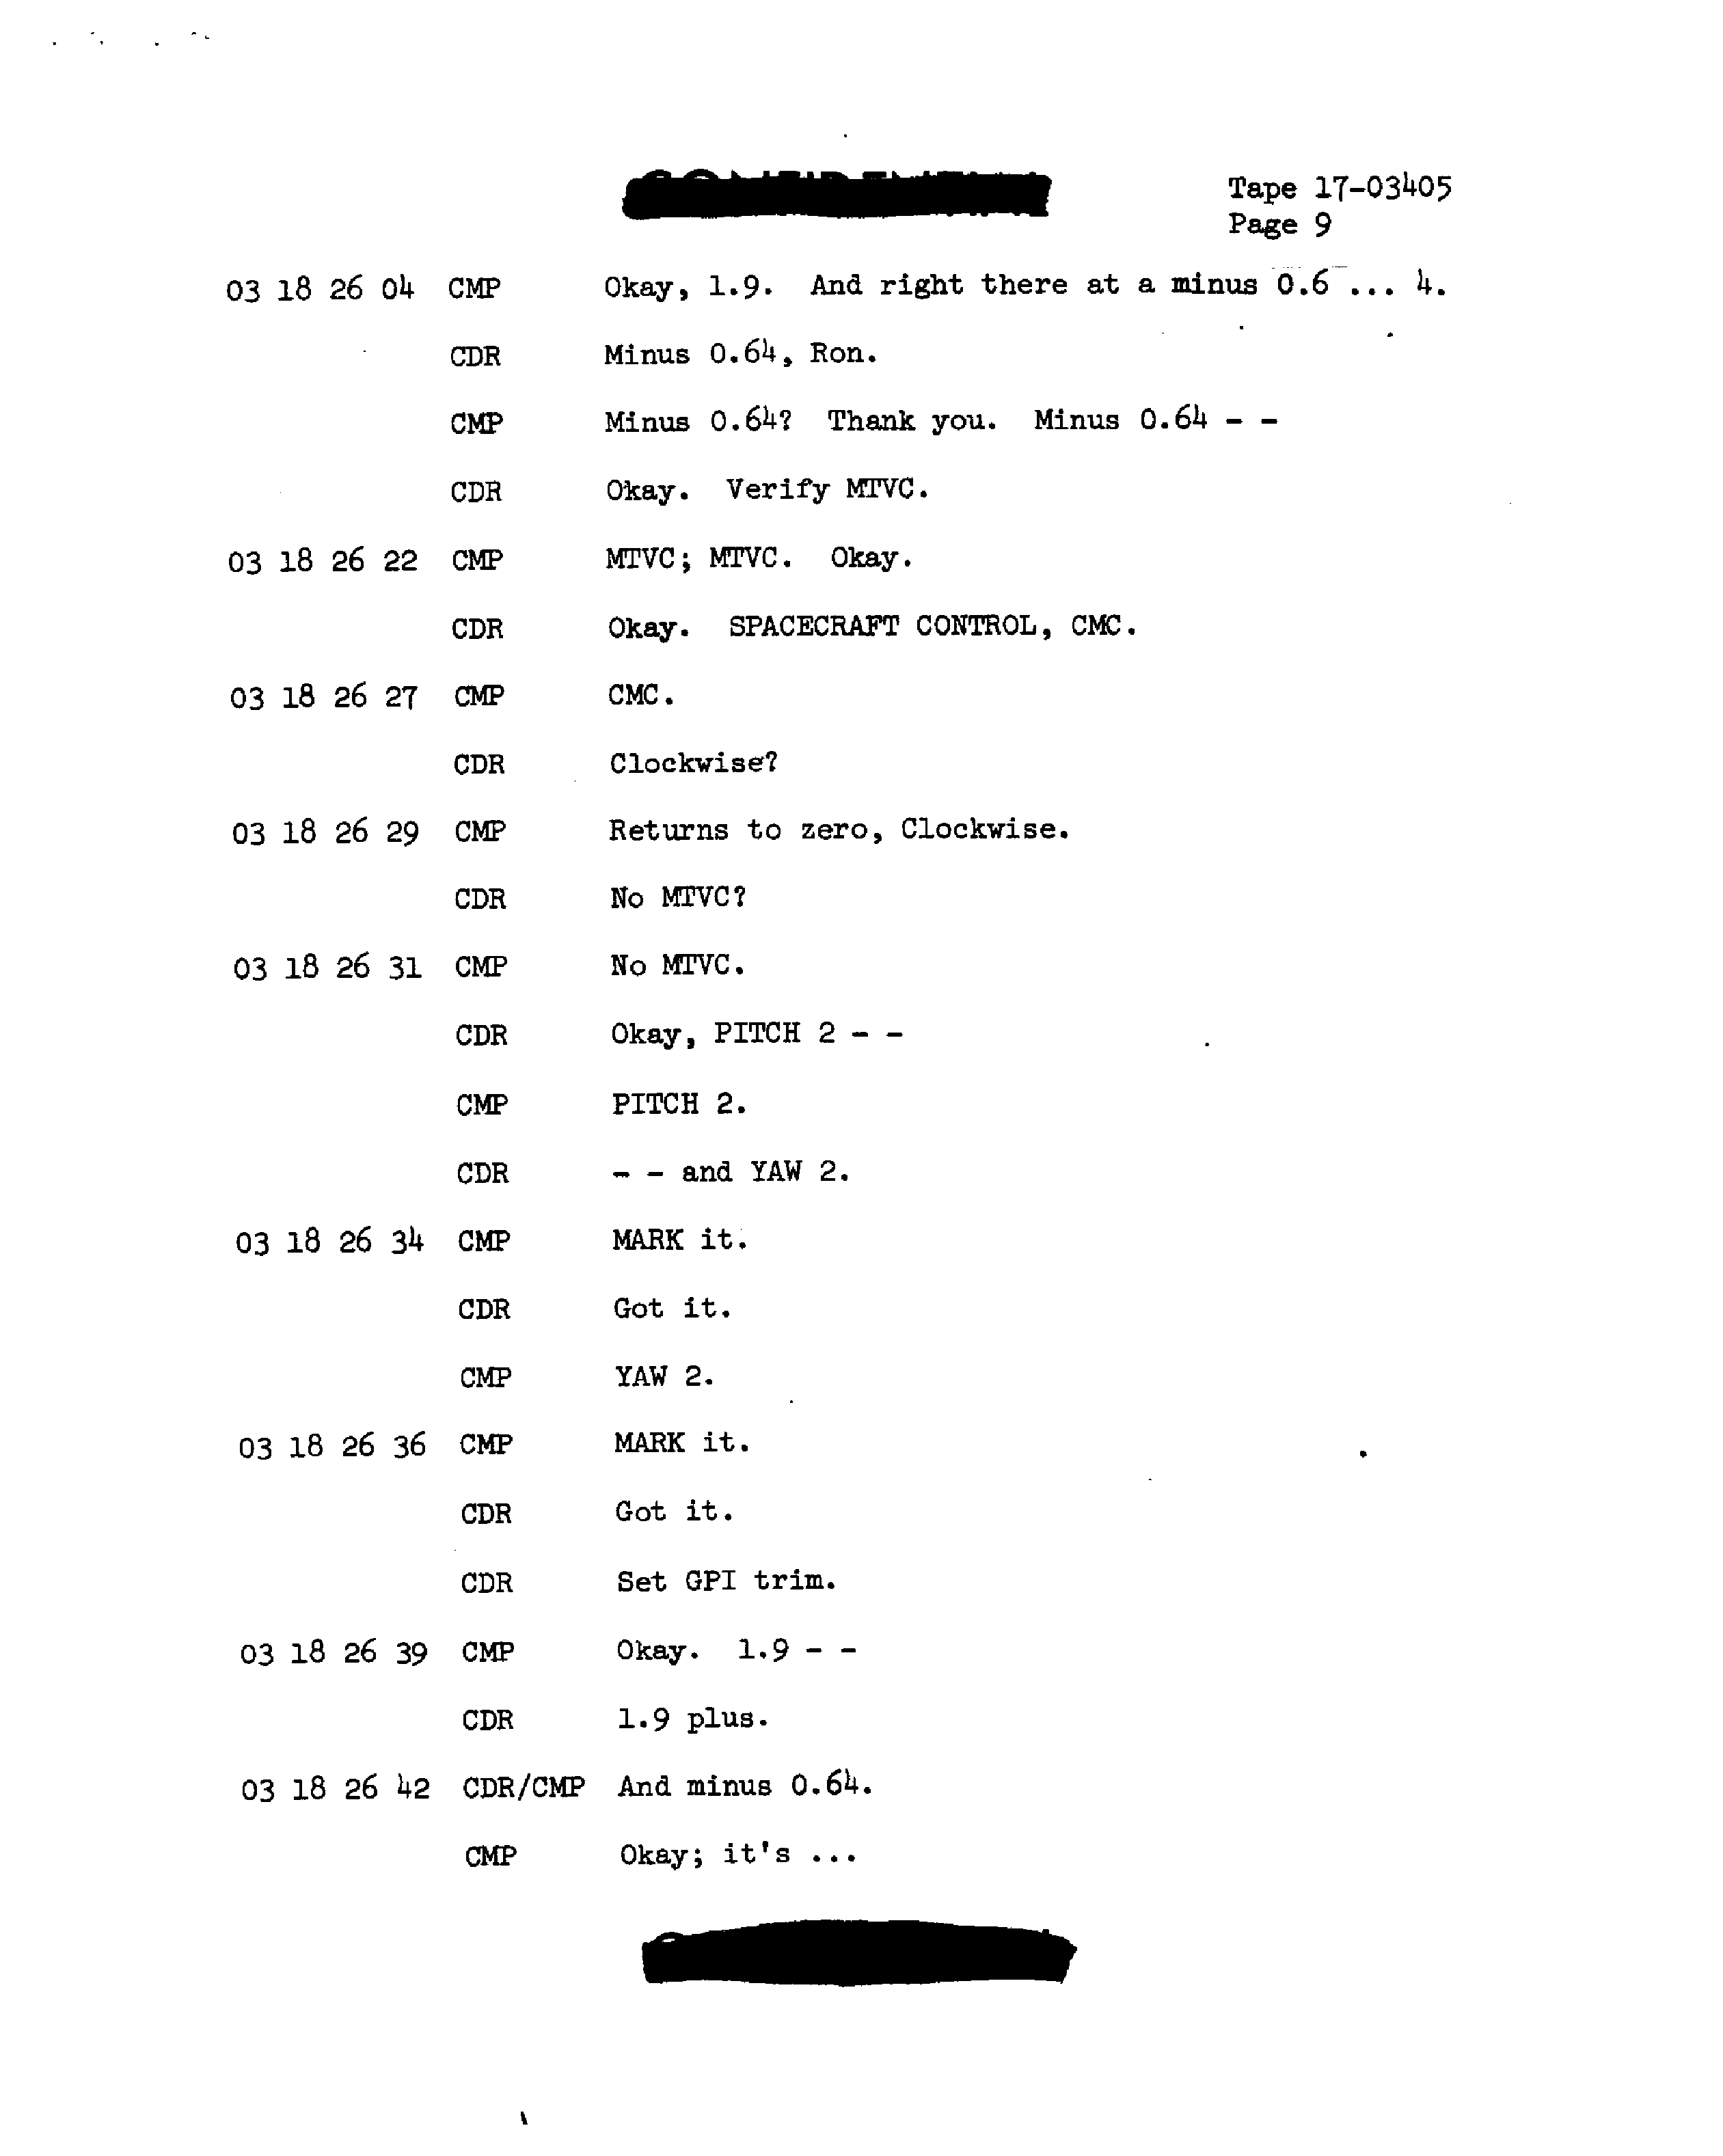 Tape 17-03405
Page 9
03 18 26 04 CMP Okay, 1.9. And right there at a minus 0.6 ... 4.
CDR Minus 0.64, Ron.
CMP Minus 0.64? Thank you. Minus 0.64 - -
CDR Okay. Verify MTVC.
03 18 26 22 CMP MTVC; MTVC. Okay.
CDR Okay. SPACECRAFT CONTROL, CMC.
03 18 26 27 CMP CMC.
CDR Clockwise?
03 18 26 29 CMP Returns to zero, Clockwise.
CDR No MTVC?
03 18 26 31 CMP No MTVC.
CDR Okay, PITCH 2 - -
CMP PITCH 2.
CDR - - and YAW 2.
03 18 26 34 CMP MARK it.
CDR Got it.
CMP YAW 2.
03 18 26 36 CMP MARK it.
CDR Got it.
CDR Set GPI trim.
03 18 26 39 CMP Okay. 1.9 - -
CDR 1.9 plus.
03 18 26 42 CDR/CMP And minus 0.64.
CMP Okay; it's ...